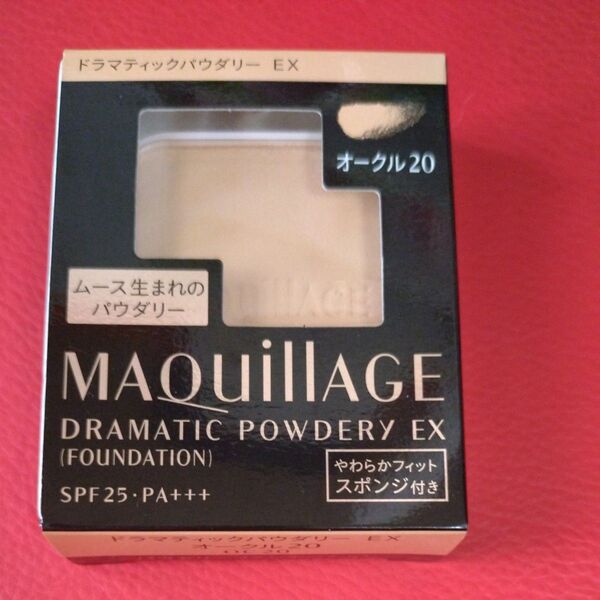 ドラマティックパウダリー EX
オークル20
ムース生まれの
パウダリー
MAQuillAGE
DRAMATIC POWDERY EX
(FOUNDATION)
やわらかフィット
スポンジ付き
SPF25・PA+++
ドラマティックパウダリー EX
オークル20
OC20